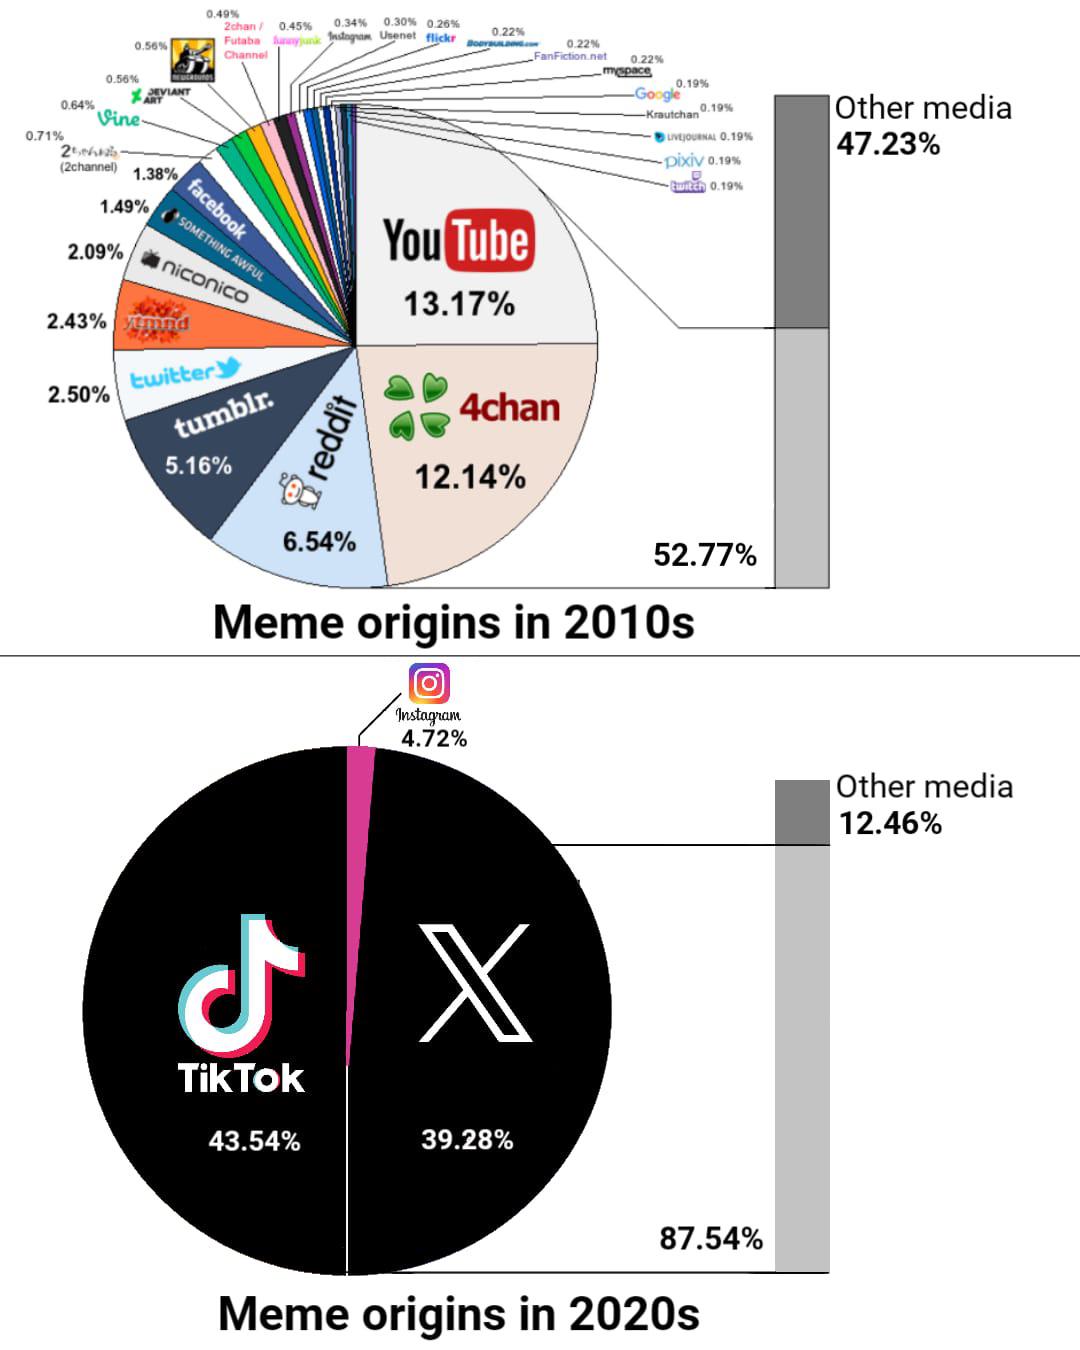 0.49%
2chan /
Futaba
Channel
0.45%
funnyjunk
0.34%
Instagram
0.30%
Usenet
0.26%
flickr
0.22%
BODYBUILDING.com
0.22%
FanFiction.net
0.22%
myspace
0.19%
Google
Krautchan 0.19%
LIVEJOURNAL 0.19%
pixiv 0.19%
twitch 0.19%
0.56%
NEWGROUNDS
0.56%
DEVIANT
ART
0.64%
Vine
0.71%
2ちゃんねる
(2channel)
1.38%
facebook
1.49%
SOMETHING AWFUL
2.09%
niconico
2.43%
ytmnd
2.50%
twitter
tumblr.
5.16%
reddit
6.54%
YouTube
13.17%
4chan
12.14%
Other media
47.23%
52.77%
Meme origins in 2010s
Instagram
4.72%
TikTok
43.54%
X
39.28%
Other media
12.46%
87.54%
Meme origins in 2020s